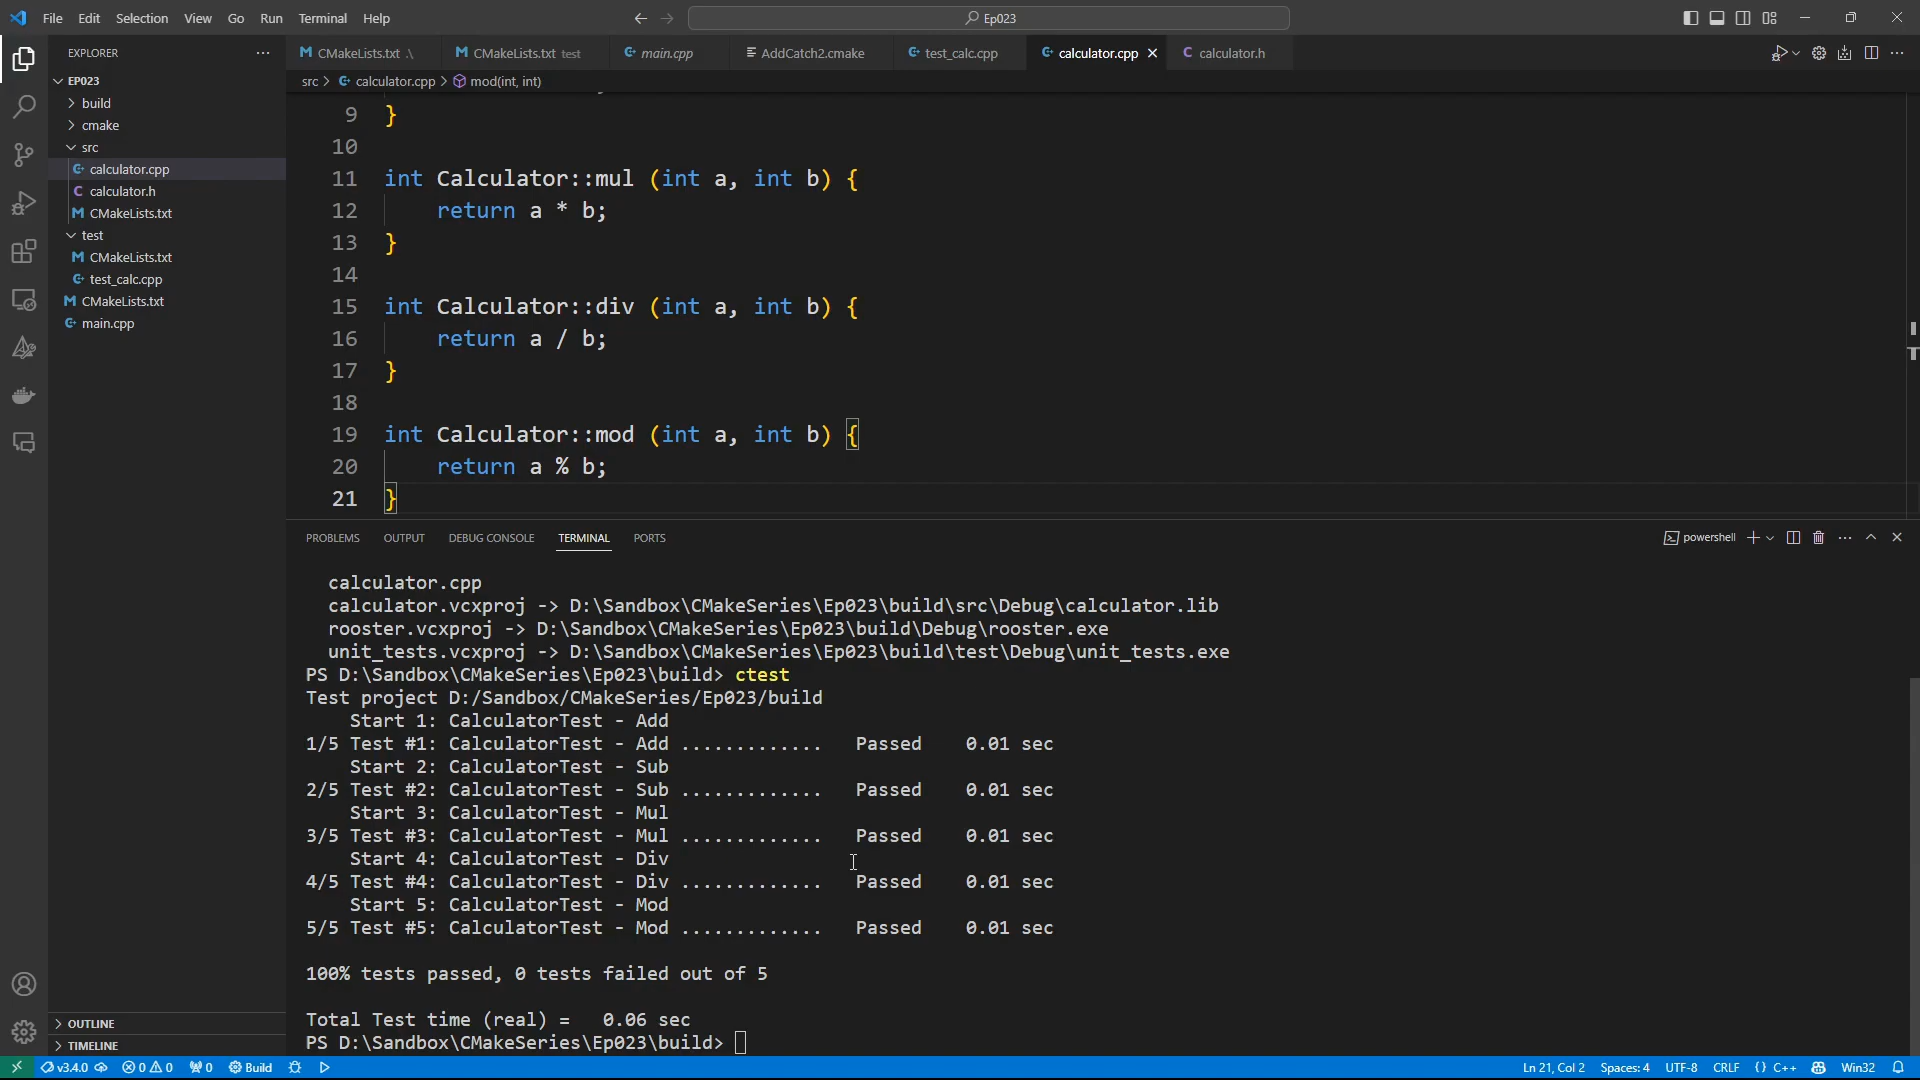 File Edit Selection View Go Run Terminal Help
Ep023
EXPLORER
EP023
build
cmake
src
calculator.cpp
calculator.h
CMakeLists.txt
test
CMakeLists.txt
test_calc.cpp
CMakeLists.txt
main.cpp
OUTLINE
TIMELINE
CMakeLists.txt .\ CMakeLists.txt test main.cpp AddCatch2.cmake test_calc.cpp calculator.cpp calculator.h
src > calculator.cpp > mod(int, int)
9 }
10
11 int Calculator::mul (int a, int b) {
12 return a * b;
13 }
14
15 int Calculator::div (int a, int b) {
16 return a / b;
17 }
18
19 int Calculator::mod (int a, int b) {
20 return a % b;
21 }
PROBLEMS OUTPUT DEBUG CONSOLE TERMINAL PORTS
powershell
calculator.cpp
calculator.vcxproj -> D:\Sandbox\CMakeSeries\Ep023\build\src\Debug\calculator.lib
rooster.vcxproj -> D:\Sandbox\CMakeSeries\Ep023\build\Debug\rooster.exe
unit_tests.vcxproj -> D:\Sandbox\CMakeSeries\Ep023\build\test\Debug\unit_tests.exe
PS D:\Sandbox\CMakeSeries\Ep023\build> ctest
Test project D:/Sandbox/CMakeSeries/Ep023/build
Start 1: CalculatorTest - Add
1/5 Test #1: CalculatorTest - Add ............. Passed 0.01 sec
Start 2: CalculatorTest - Sub
2/5 Test #2: CalculatorTest - Sub ............. Passed 0.01 sec
Start 3: CalculatorTest - Mul
3/5 Test #3: CalculatorTest - Mul ............. Passed 0.01 sec
Start 4: CalculatorTest - Div
4/5 Test #4: CalculatorTest - Div ............. Passed 0.01 sec
Start 5: CalculatorTest - Mod
5/5 Test #5: CalculatorTest - Mod ............. Passed 0.01 sec
100% tests passed, 0 tests failed out of 5
Total Test time (real) = 0.06 sec
PS D:\Sandbox\CMakeSeries\Ep023\build>
v3.4.0 0 0 0 Build
Ln 21, Col 2 Spaces: 4 UTF-8 CRLF {} C++ Win32